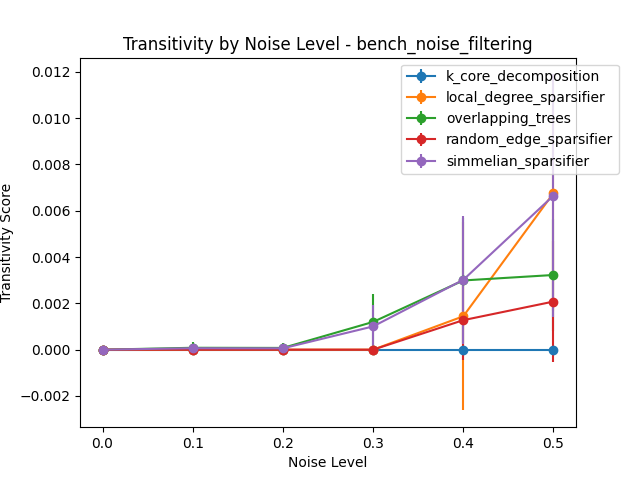 Transitivity by Noise Level - bench_noise_filtering
k_core_decomposition
local_degree_sparsifier
overlapping_trees
random_edge_sparsifier
simmelian_sparsifier
Transitivity Score
0.012
0.010
0.008
0.006
0.004
0.002
0.000
−0.002
0.0
0.1
0.2
0.3
0.4
0.5
Noise Level